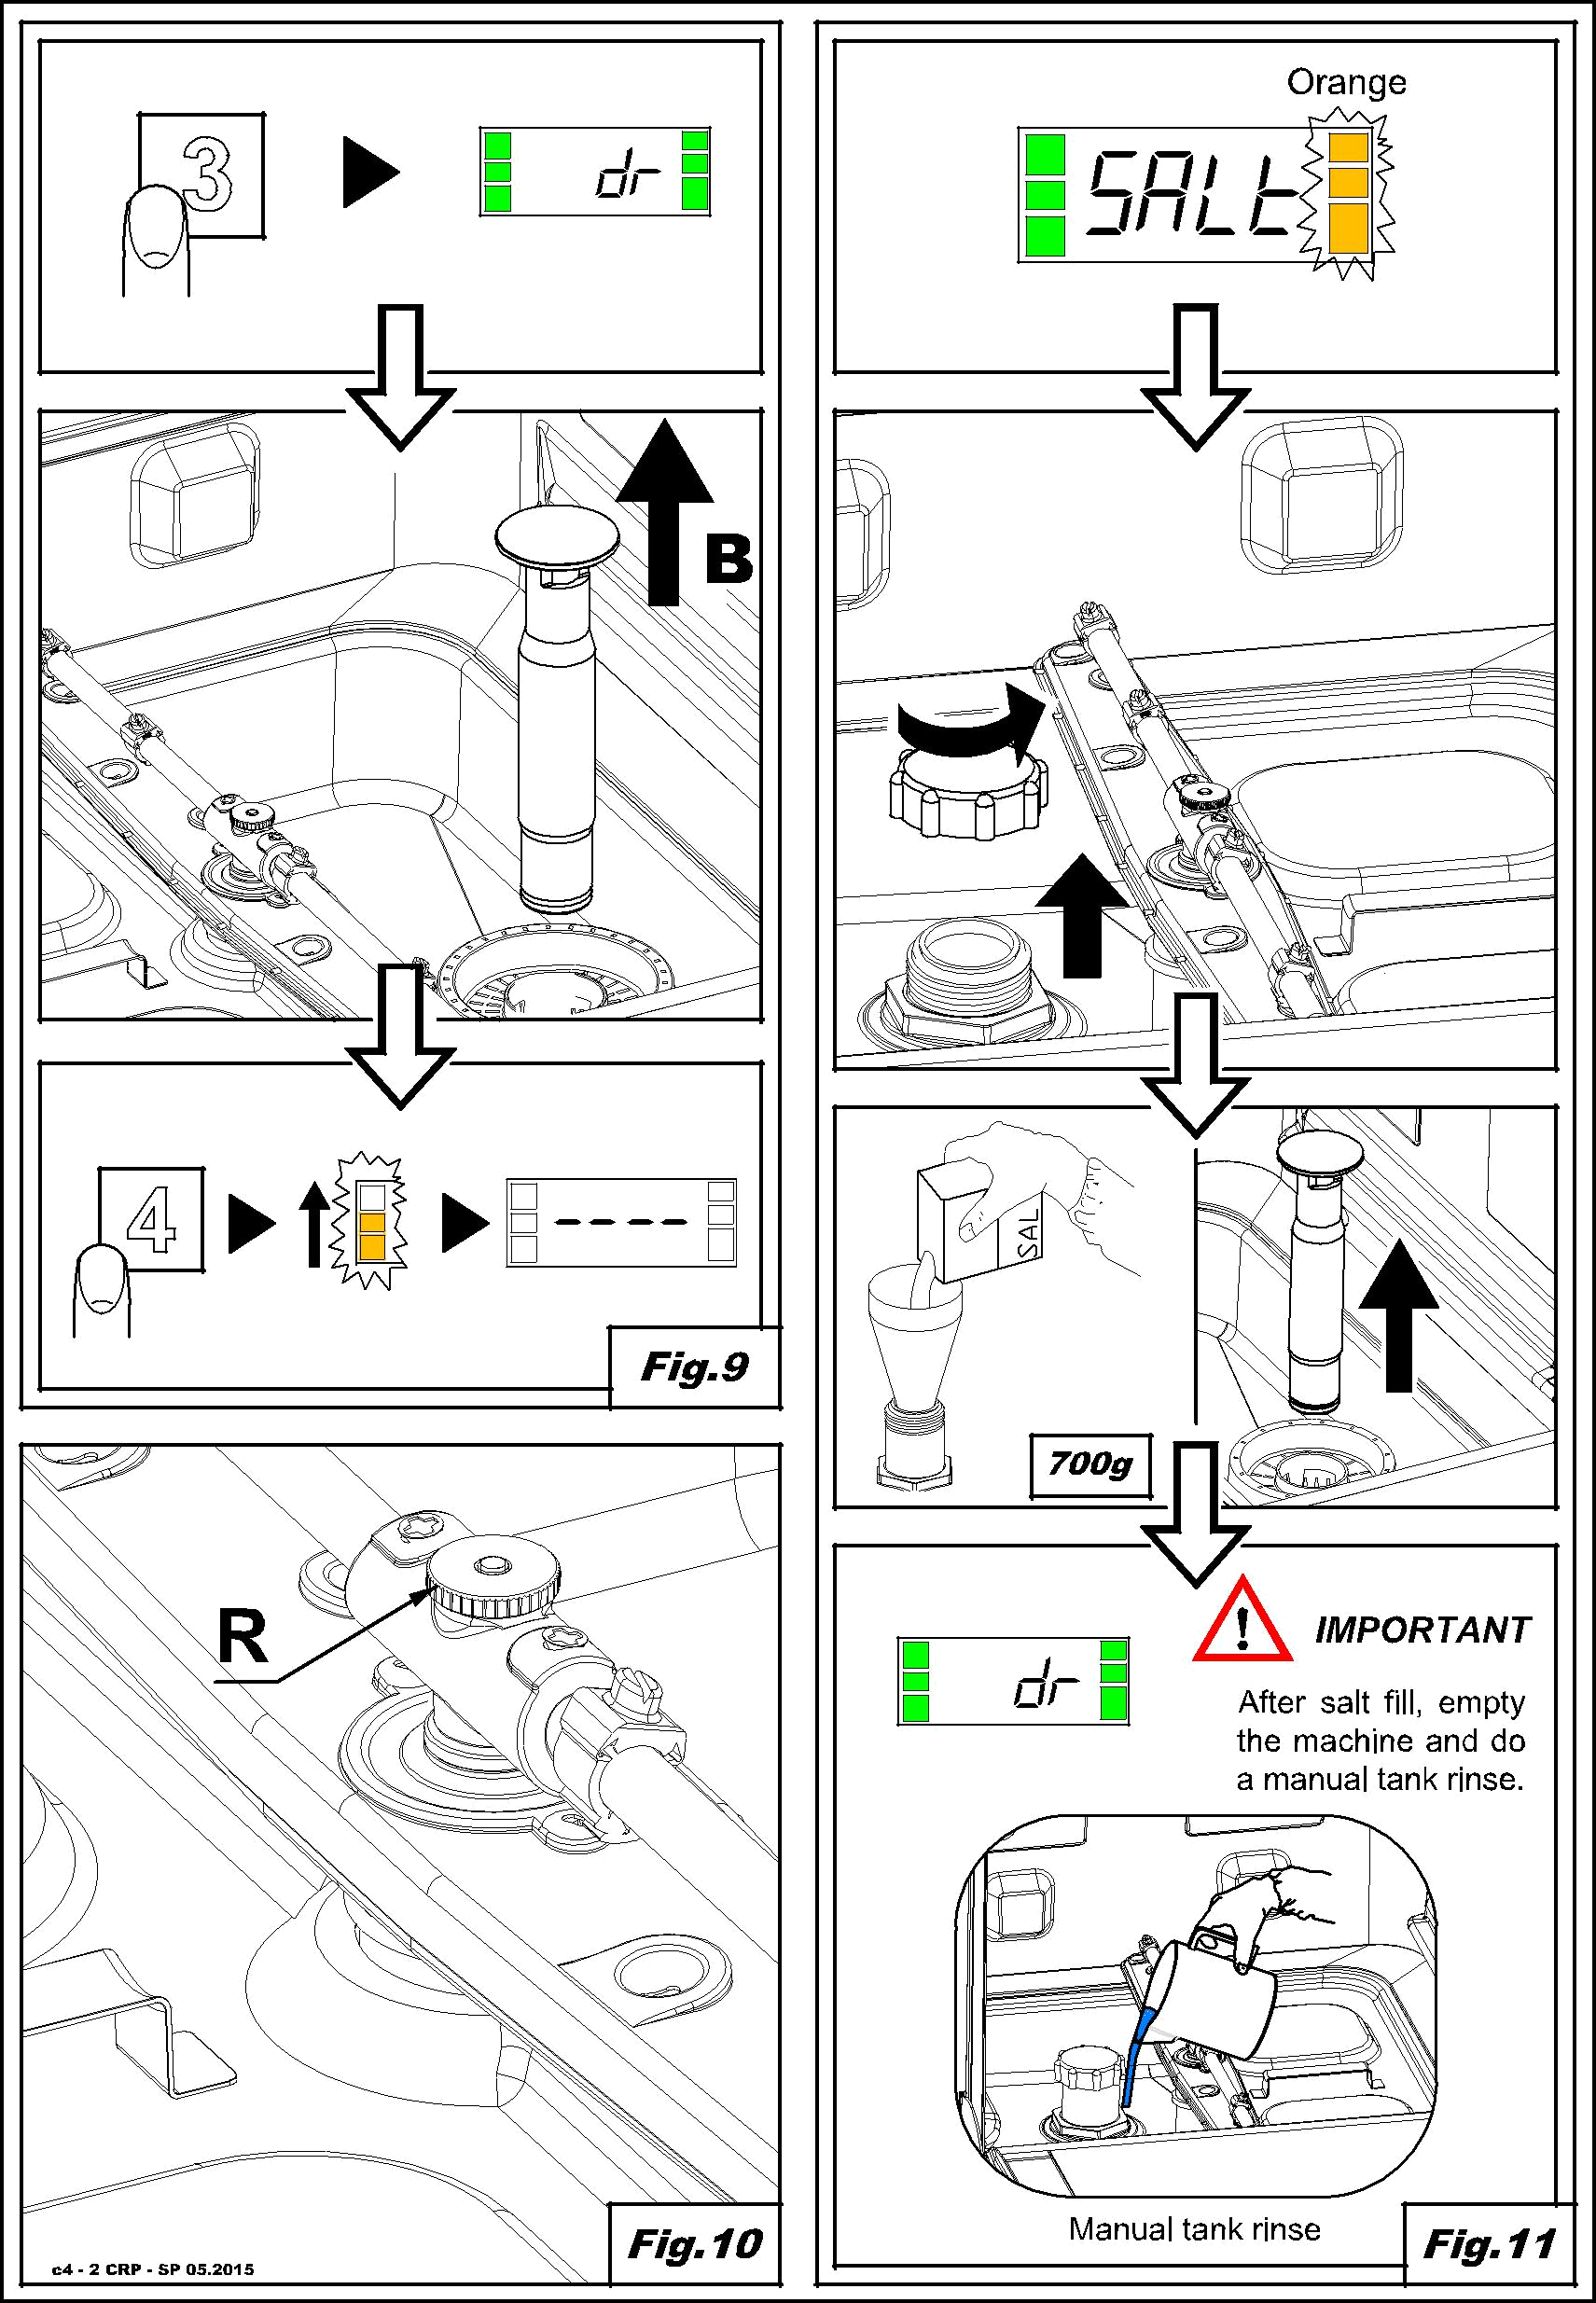 3
dr
B
4
----
Fig.9
R
Fig.10
c4 - 2 CRP - SP 05.2015
Orange
SALt
SAL
700g
IMPORTANT
dr
After salt fill, empty
the machine and do
a manual tank rinse.
Manual tank rinse
Fig.11